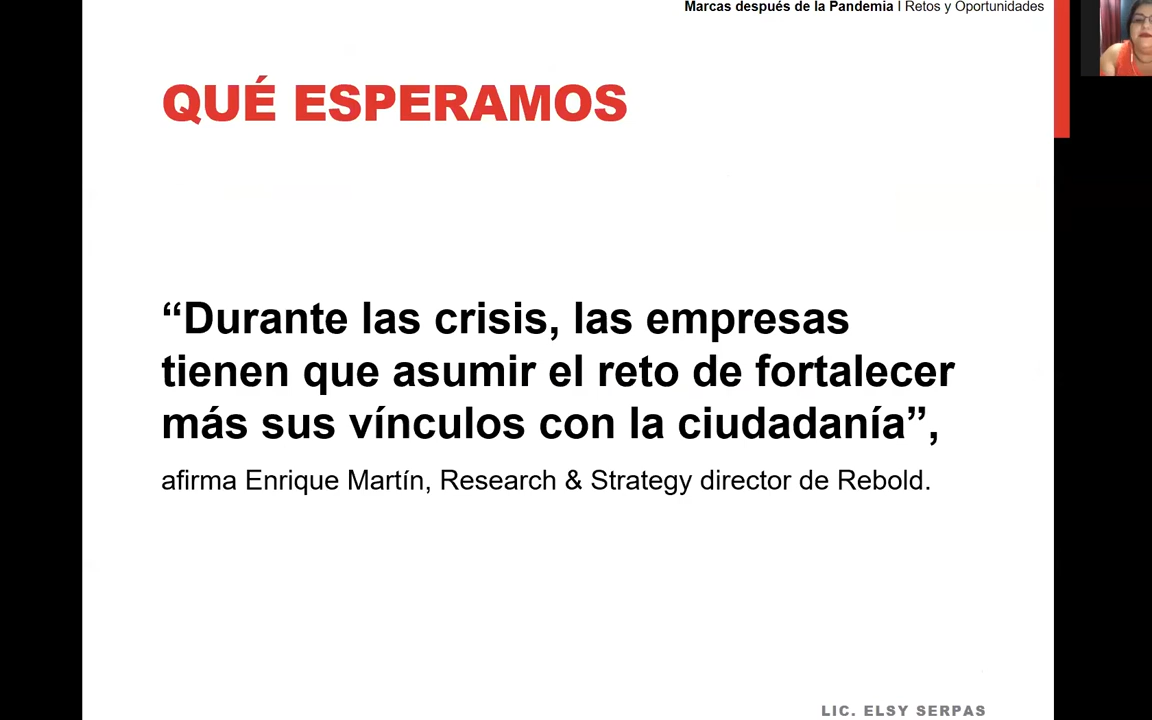 Marcas después de la Pandemia I Retos y Oportunidades
QUÉ ESPERAMOS
“Durante las crisis, las empresas
tienen que asumir el reto de fortalecer
más sus vínculos con la ciudadanía”,
afirma Enrique Martín, Research & Strategy director de Rebold.
LIC. ELSY SERPAS